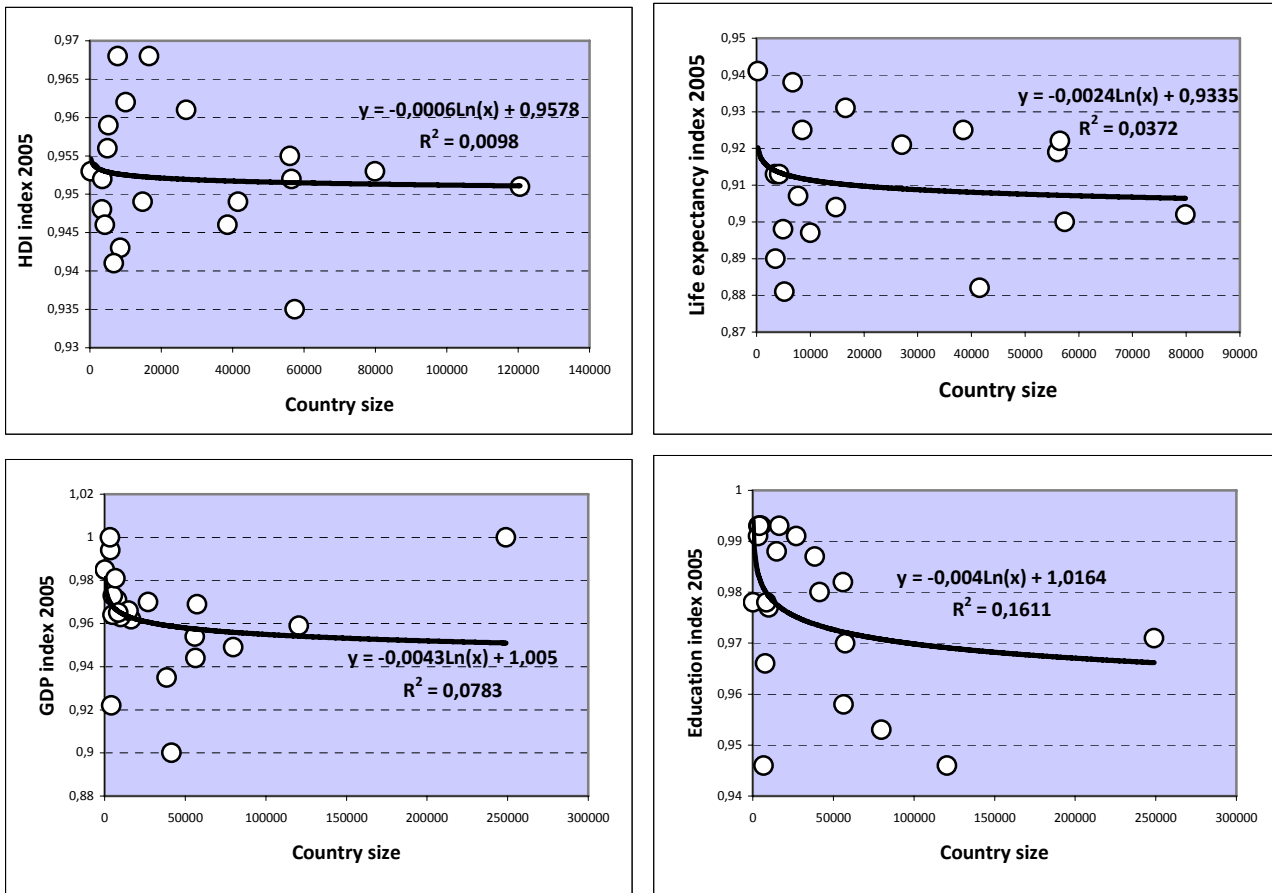 0,97
0,965
0,96
0,955
0,95
0,945
0,94
0,935
0,93
HDI index 2005
y = -0,0006Ln(x) + 0,9578
R² = 0,0098
0 20000 40000 60000 80000 100000 120000 140000
Country size
0,95
0,94
0,93
0,92
0,91
0,9
0,89
0,88
0,87
Life expectancy index 2005
y = -0,0024Ln(x) + 0,9335
R² = 0,0372
0 10000 20000 30000 40000 50000 60000 70000 80000 90000
Country size
1,02
1
0,98
0,96
0,94
0,92
0,9
0,88
GDP index 2005
y = -0,0043Ln(x) + 1,005
R² = 0,0783
0 50000 100000 150000 200000 250000 300000
Country size
1
0,99
0,98
0,97
0,96
0,95
0,94
Education index 2005
y = -0,004Ln(x) + 1,0164
R² = 0,1611
0 50000 100000 150000 200000 250000 300000
Country size